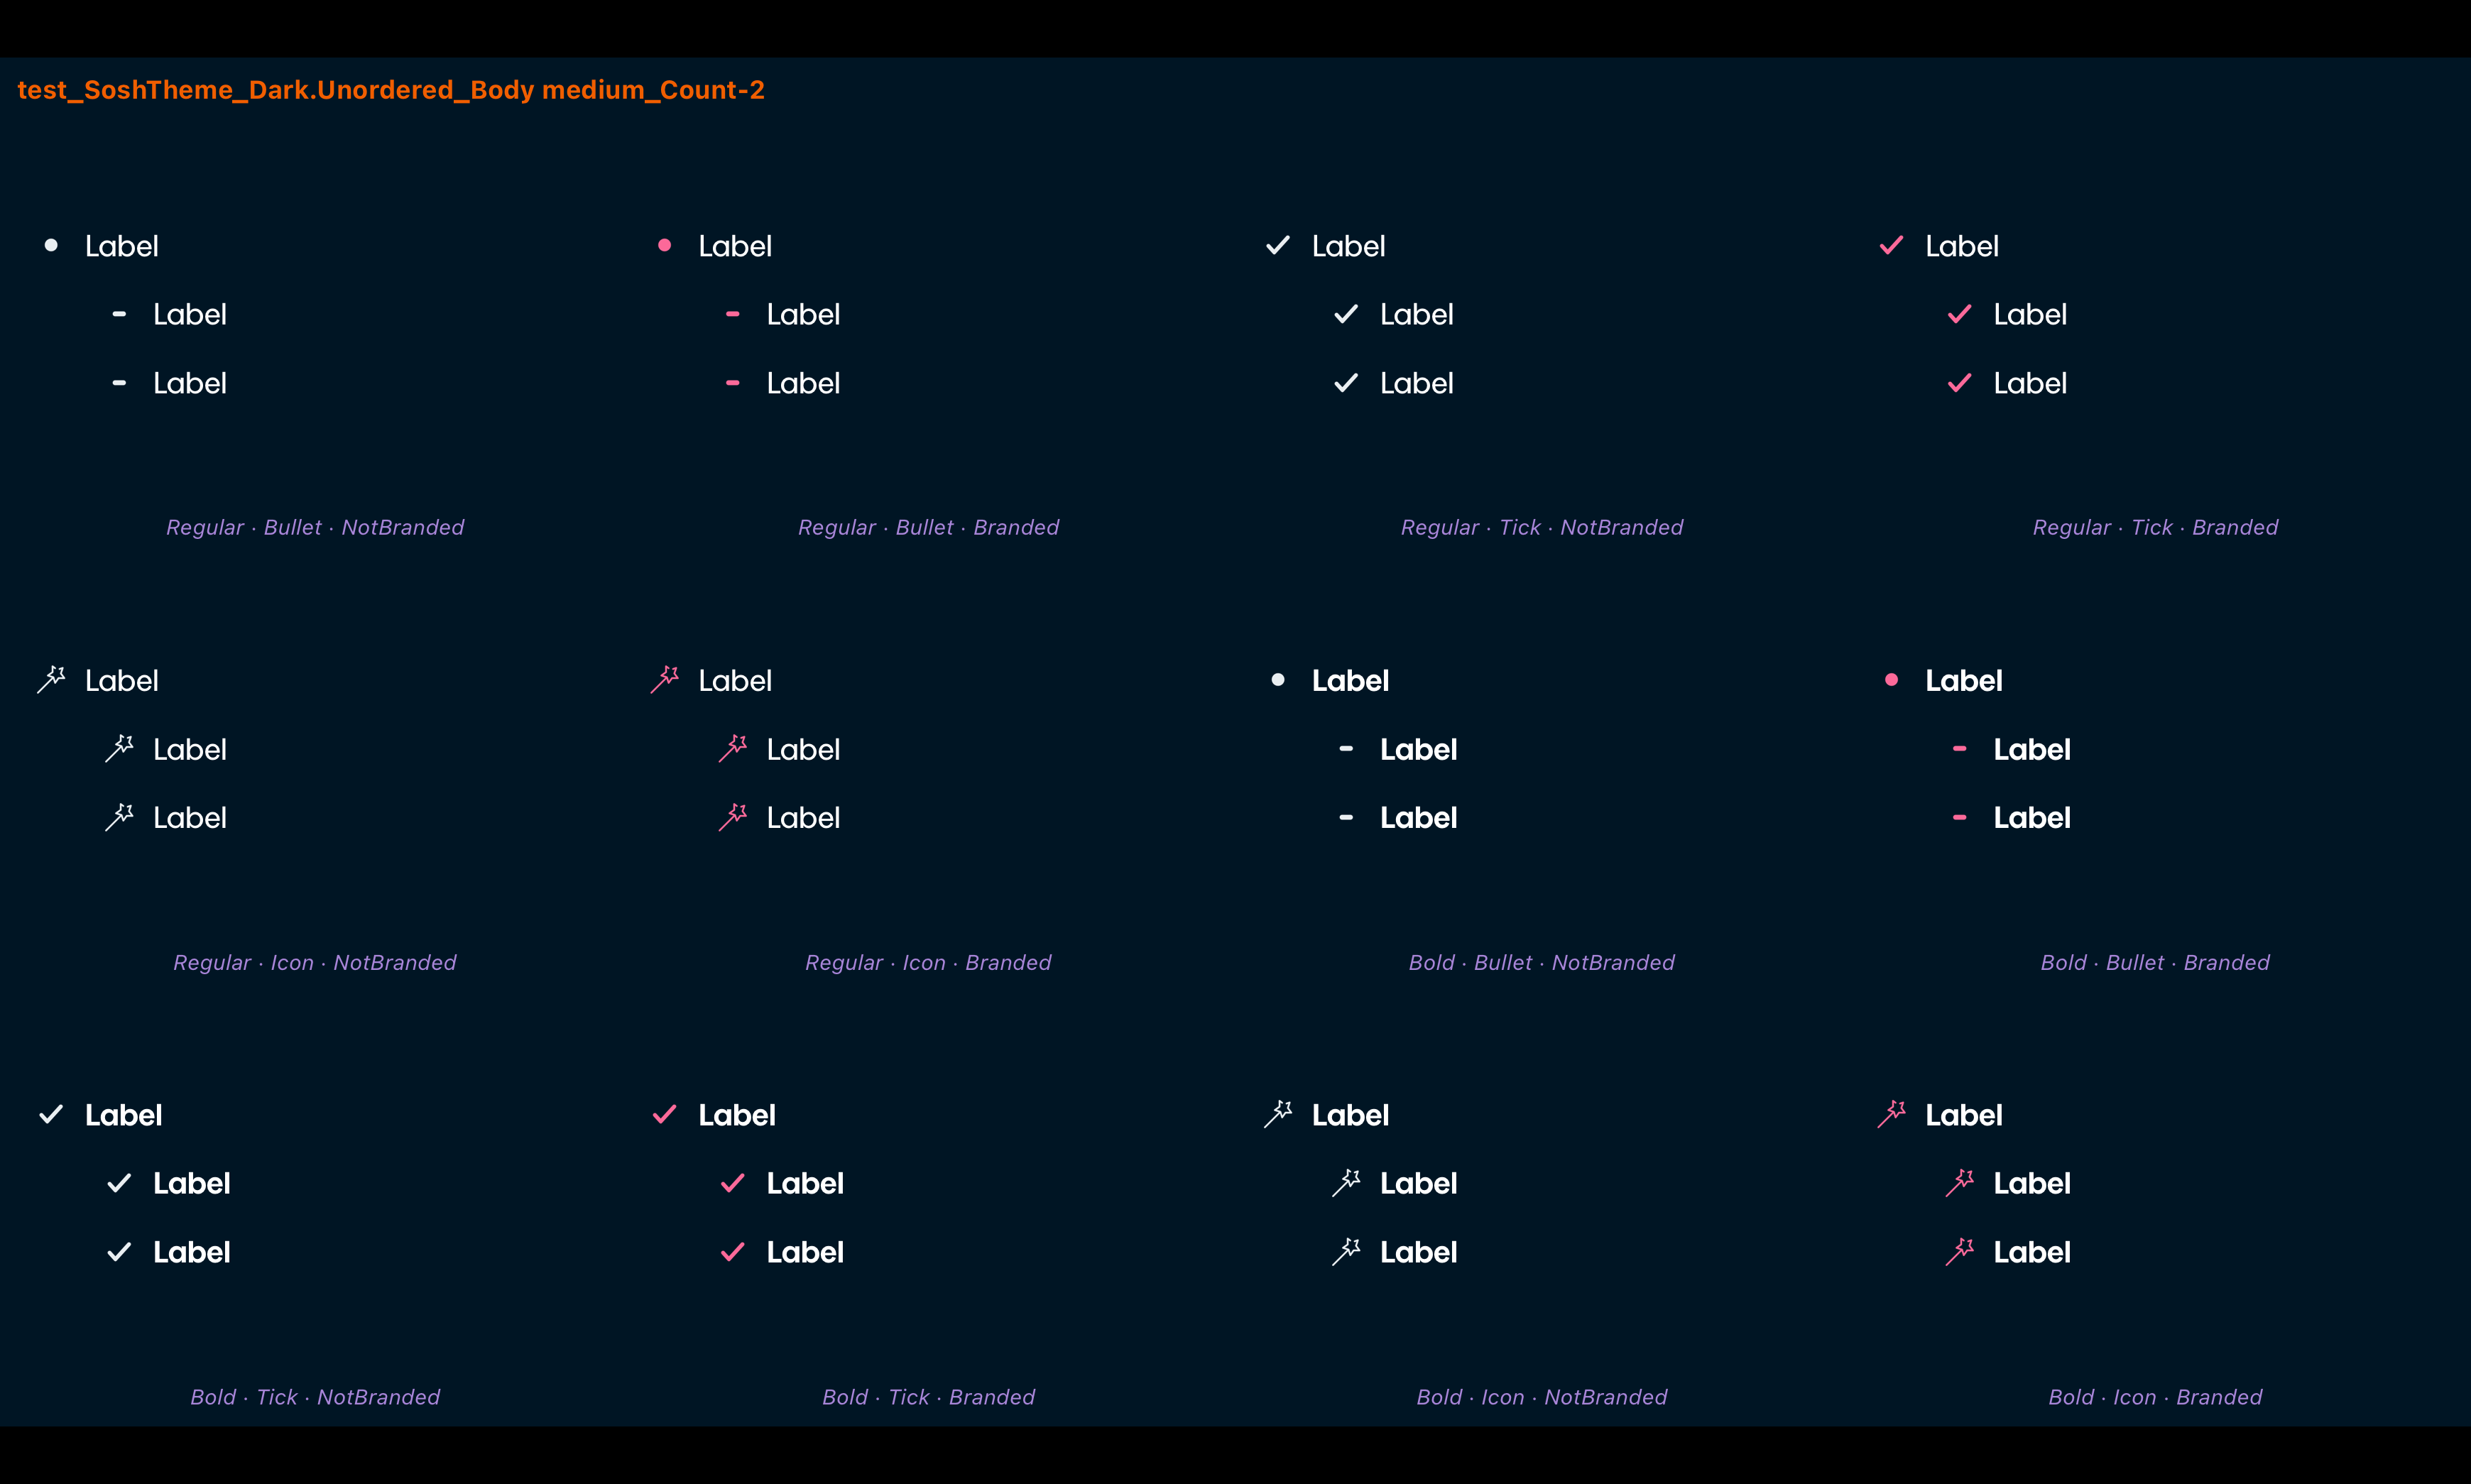 test_SoshTheme_Dark.Unordered_Body medium_Count-2
Label
Label
Label
Regular · Bullet · NotBranded
Label
Label
Label
Regular · Bullet · Branded
Label
Label
Label
Regular · Tick · NotBranded
Label
Label
Label
Regular · Tick · Branded
Label
Label
Label
Regular · Icon · NotBranded
Label
Label
Label
Regular · Icon · Branded
Label
Label
Label
Bold · Bullet · NotBranded
Label
Label
Label
Bold · Bullet · Branded
Label
Label
Label
Bold · Tick · NotBranded
Label
Label
Label
Bold · Tick · Branded
Label
Label
Label
Bold · Icon · NotBranded
Label
Label
Label
Bold · Icon · Branded